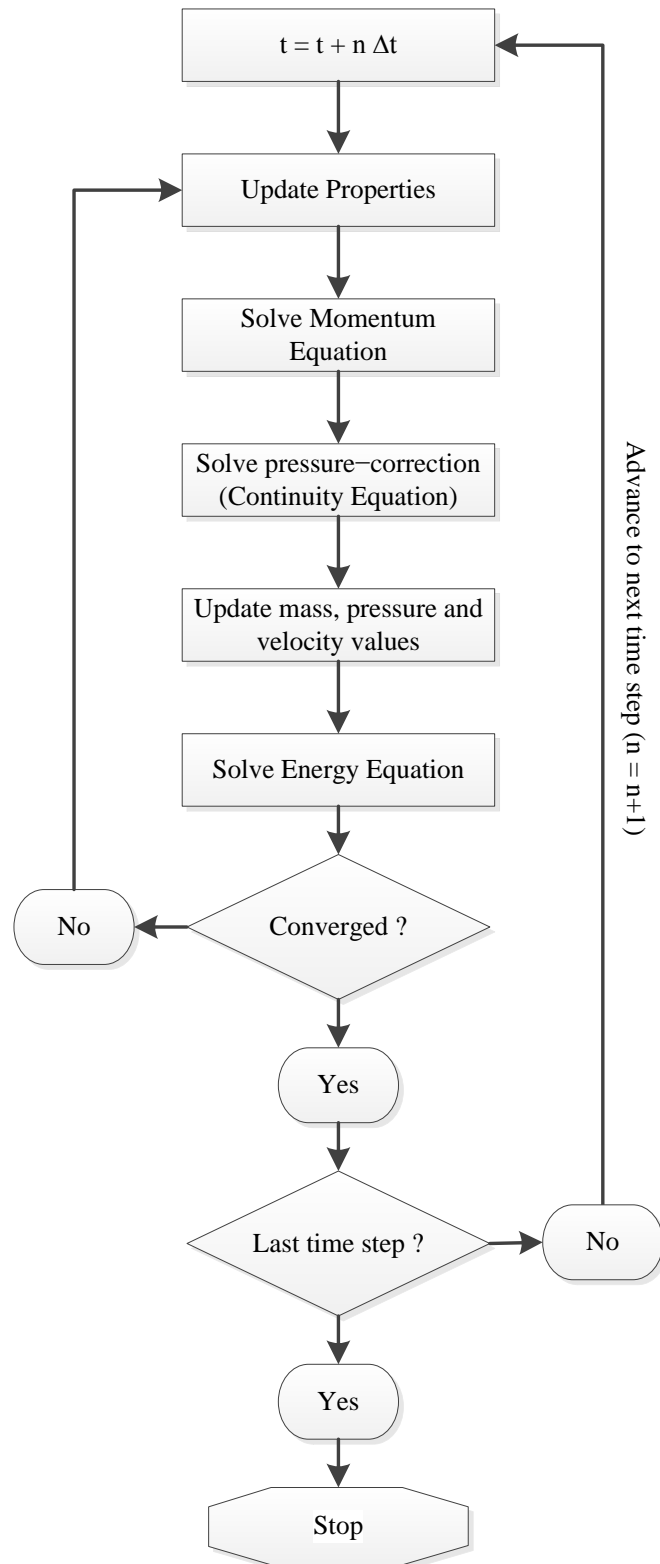 t = t + n Δt
Update Properties
Solve Momentum
Equation
Solve pressure−correction
(Continuity Equation)
Update mass, pressure and
velocity values
Solve Energy Equation
Converged ?
No
Yes
Last time step ?
No
Yes
Stop
Advance to next time step (n = n+1)